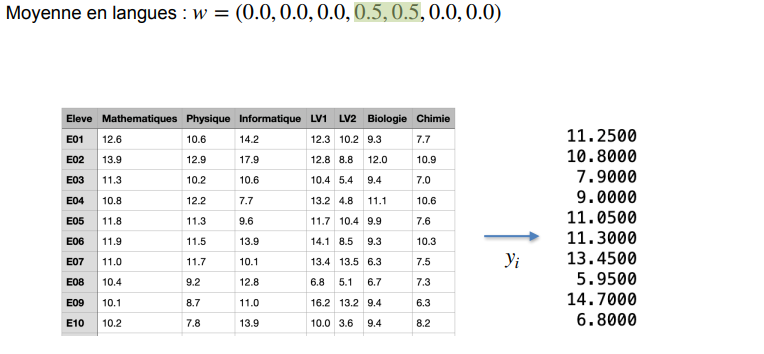 Moyenne en langues : w = (0.0, 0.0, 0.0, 0.5, 0.5, 0.0, 0.0)
Eleve Mathematiques Physique Informatique LV1 LV2 Biologie Chimie
E01 12.6 10.6 14.2 12.3 10.2 9.3 7.7 11.2500
E02 13.9 12.9 17.9 12.8 8.8 12.0 10.9 10.8000
E03 11.3 10.2 10.6 10.4 5.4 9.4 7.0 7.9000
E04 10.8 12.2 7.7 13.2 4.8 11.1 10.6 9.0000
E05 11.8 11.3 9.6 11.7 10.4 9.9 7.6 11.0500
E06 11.9 11.5 13.9 14.1 8.5 9.3 10.3 11.3000
E07 11.0 11.7 10.1 13.4 13.5 6.3 7.5 yᵢ 13.4500
E08 10.4 9.2 12.8 6.8 5.1 6.7 7.3 5.9500
E09 10.1 8.7 11.0 16.2 13.2 9.4 6.3 14.7000
E10 10.2 7.8 13.9 10.0 3.6 9.4 8.2 6.8000